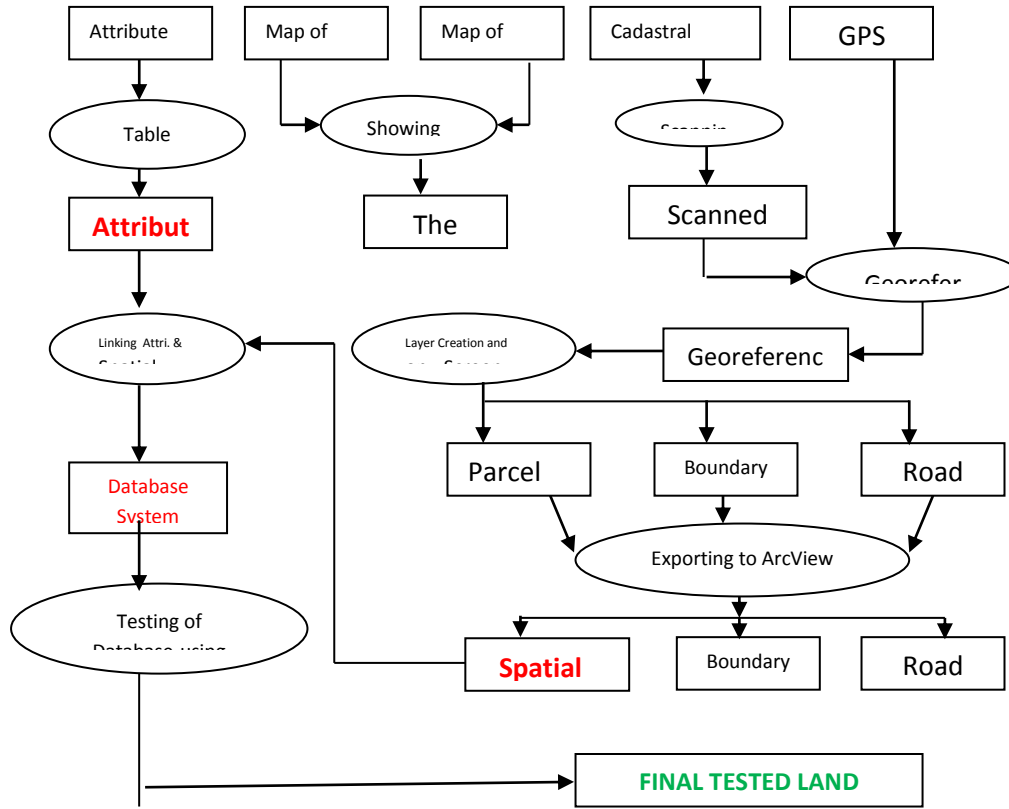 Attribute
Map of
Map of
Cadastral
GPS
Table
Showing
Attribut
The
Scanned
Linking Attri. &
Layer Creation and
Georeferenc
Parcel
Boundary
Road
Database
System
Exporting to ArcView
Testing of
Spatial
Boundary
Road
FINAL TESTED LAND